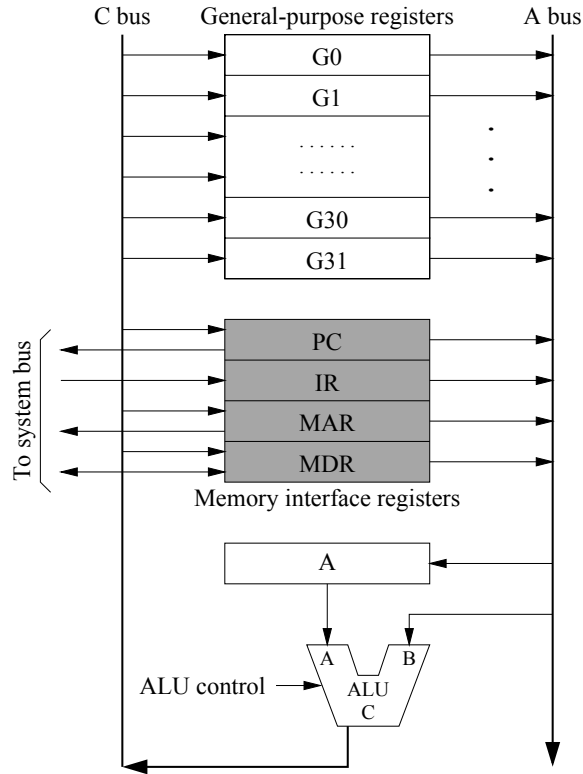 C bus
General-purpose registers
A bus
G0
G1
......
......
G30
G31
To system bus
PC
IR
MAR
MDR
Memory interface registers
A
A
B
ALU control
ALU
C